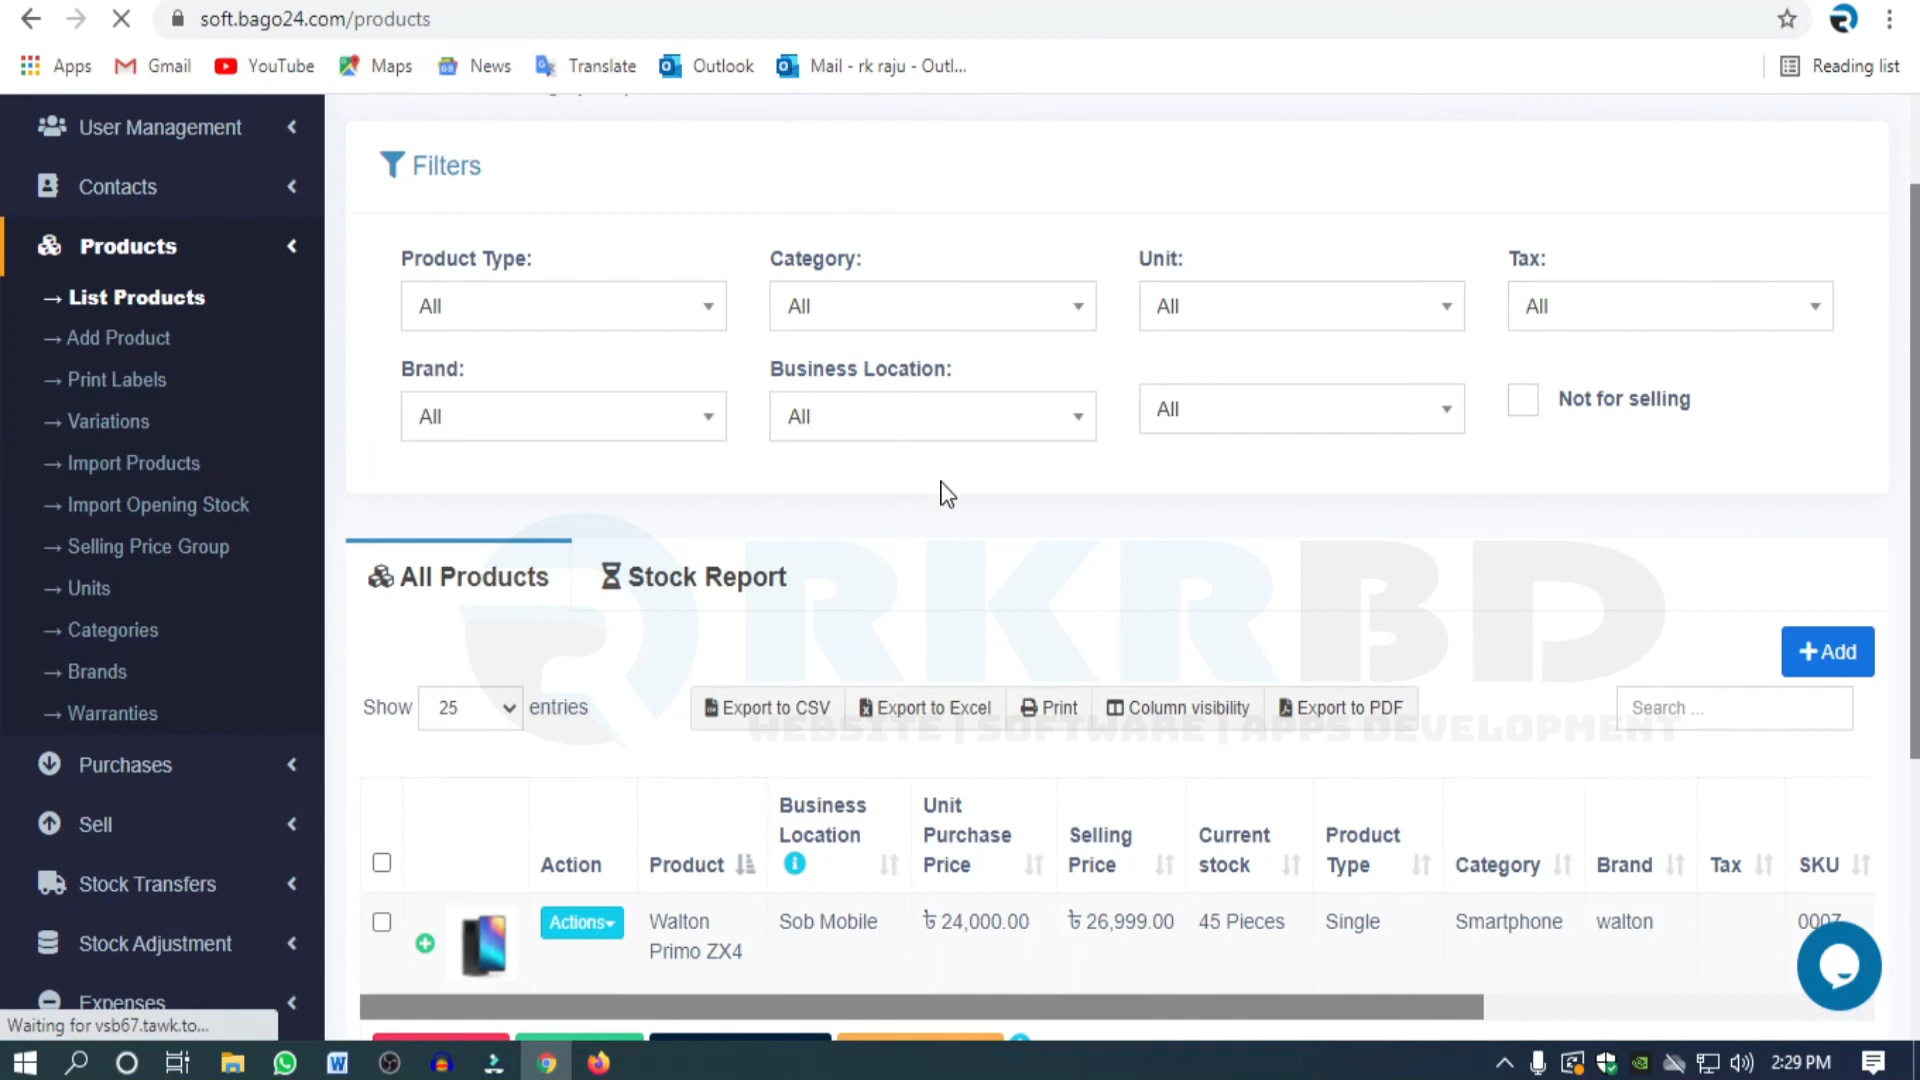 soft.bago24.com/products
Apps Gmail YouTube Maps News Translate Outlook Mail - rk raju - Outl... Reading list
User Management
Contacts
Products
→ List Products
→ Add Product
→ Print Labels
→ Variations
→ Import Products
→ Import Opening Stock
→ Selling Price Group
→ Units
→ Categories
→ Brands
→ Warranties
Purchases
Sell
Stock Transfers
Stock Adjustment
Expenses
Waiting for vsb67.tawk.to...
Filters
Product Type: Category: Unit: Tax:
All All All All
Brand: Business Location:
All All All Not for selling
RKRBD
WEBSITE | SOFTWARE | APPS DEVELOPMENT
All Products Stock Report
Add
Show 25 entries Export to CSV Export to Excel Print Column visibility Export to PDF Search ...
Action Product Business Location Unit Purchase Price Selling Price Current stock Product Type Category Brand Tax SKU
Actions Walton Primo ZX4 Sob Mobile ৳ 24,000.00 ৳ 26,999.00 45 Pieces Single Smartphone walton 0007
2:29 PM